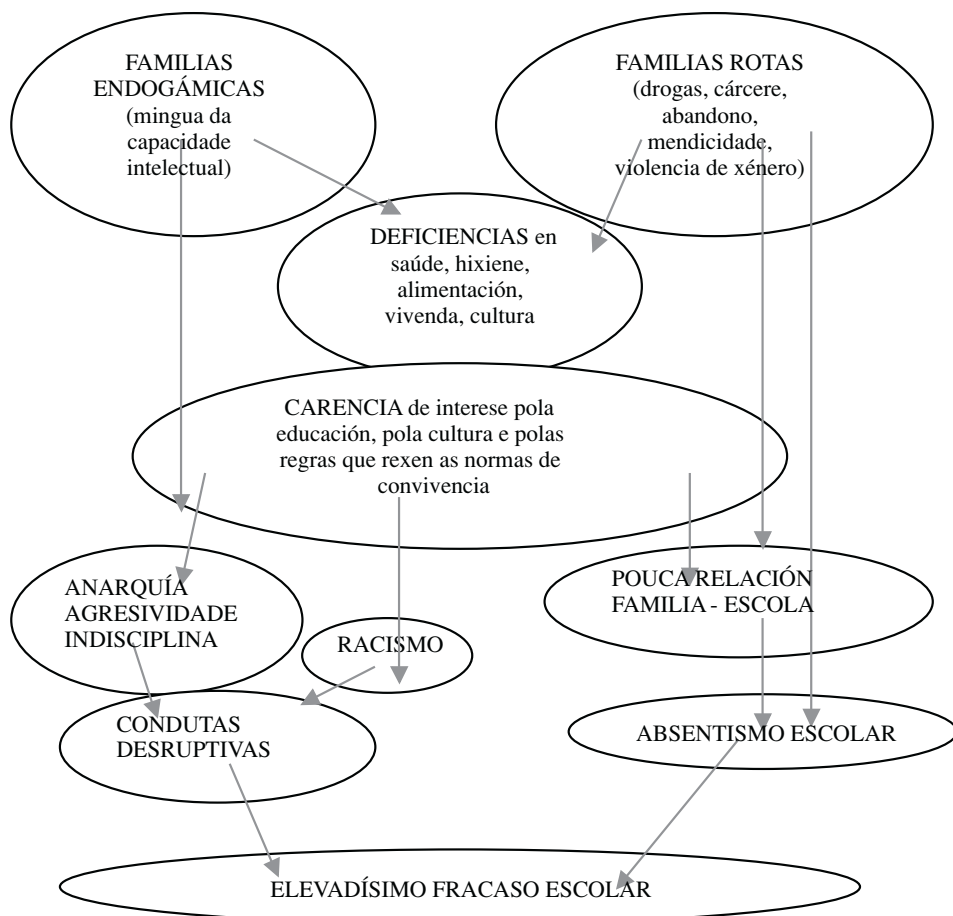 FAMILIAS
ENDOGÁMICAS
(mingua da
capacidade
intelectual)
FAMILIAS ROTAS
(drogas, cárcere,
abandono,
mendicidade,
violencia de xénero)
DEFICIENCIAS en
saúde, hixiene,
alimentación,
vivenda, cultura
CARENCIA de interese pola
educación, pola cultura e polas
regras que rexen as normas de
convivencia
ANARQUÍA
AGRESIVIDADE
INDISCIPLINA
RACISMO
POUCA RELACIÓN
FAMILIA - ESCOLA
CONDUTAS
DESRUPTIVAS
ABSENTISMO ESCOLAR
ELEVADÍSIMO FRACASO ESCOLAR